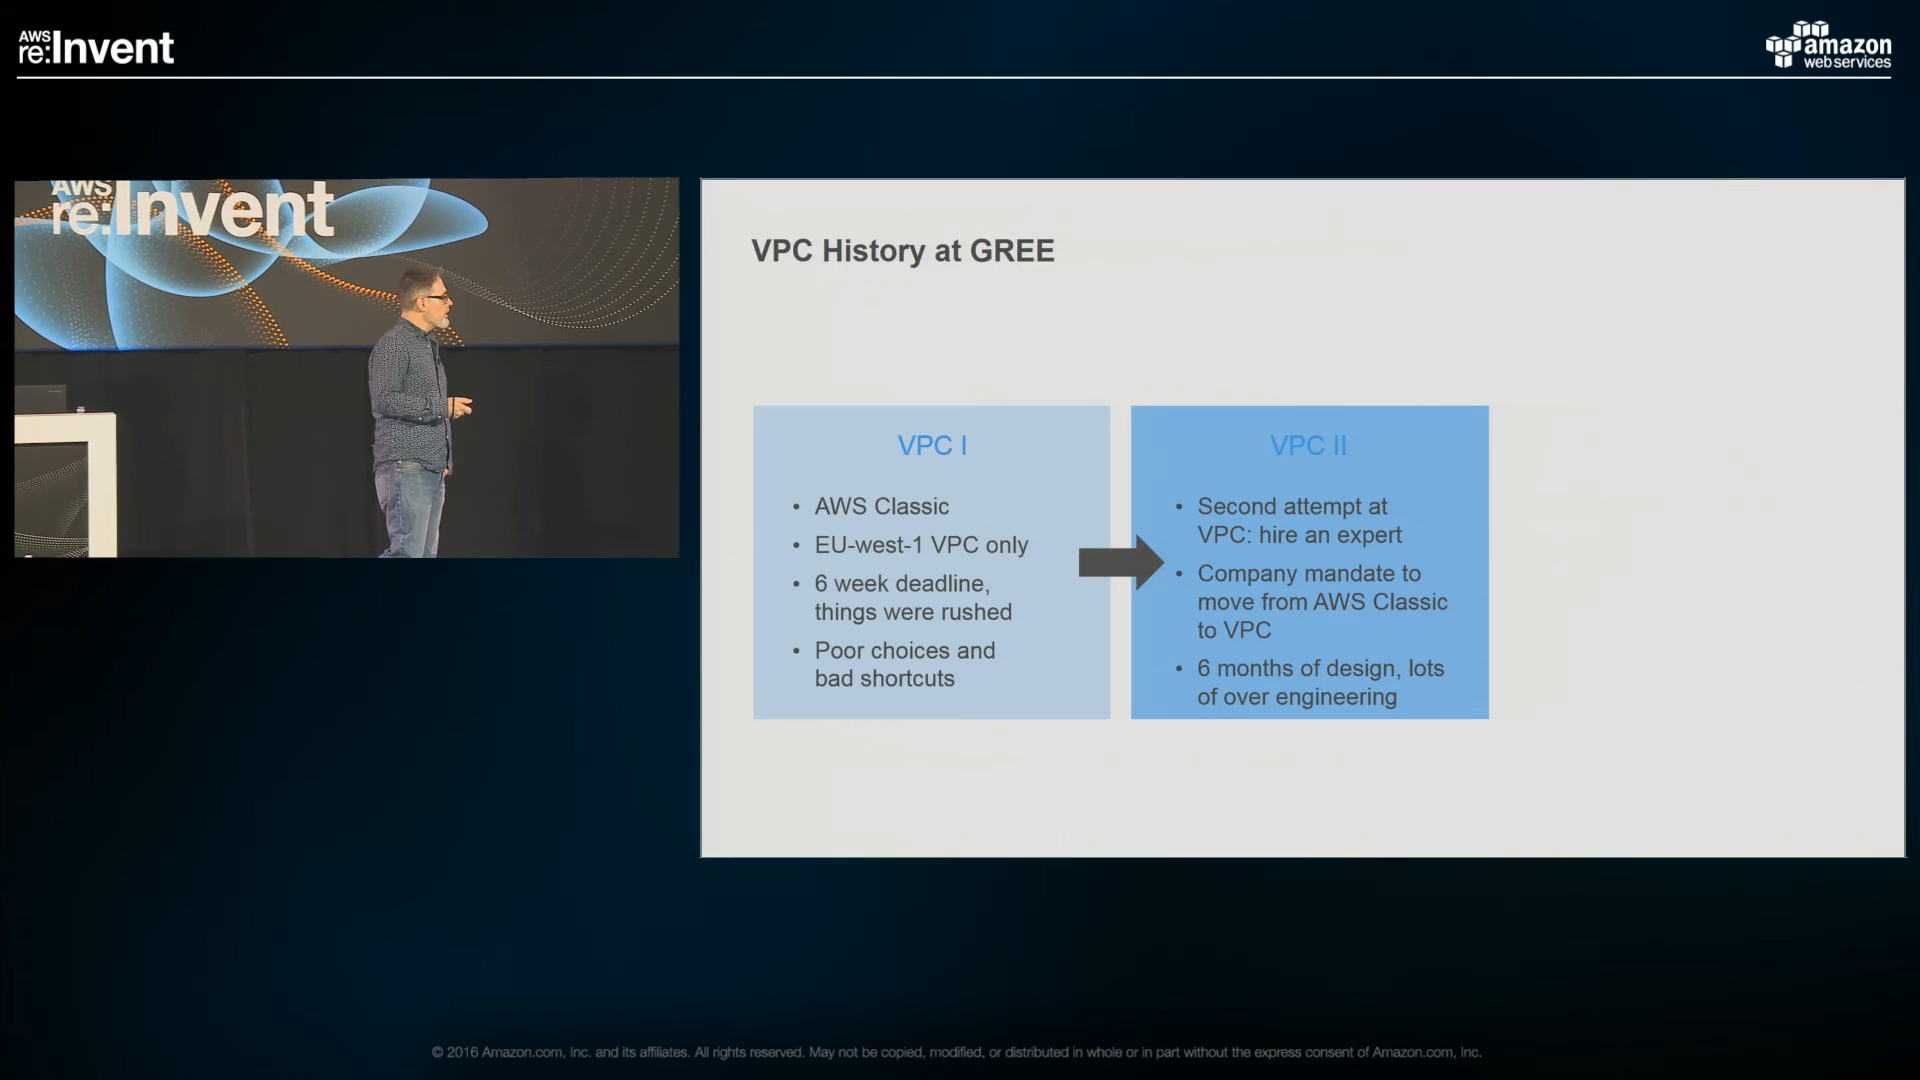 AWS
re:Invent
amazon
web services
AWS
re:Invent
VPC History at GREE
VPC I
• AWS Classic
• EU-west-1 VPC only
• 6 week deadline,
things were rushed
• Poor choices and
bad shortcuts
VPC II
• Second attempt at
VPC: hire an expert
• Company mandate to
move from AWS Classic
to VPC
• 6 months of design, lots
of over engineering
© 2016 Amazon.com, Inc. and its affiliates. All rights reserved. May not be copied, modified, or distributed in whole or in part without the express consent of Amazon.com, Inc.